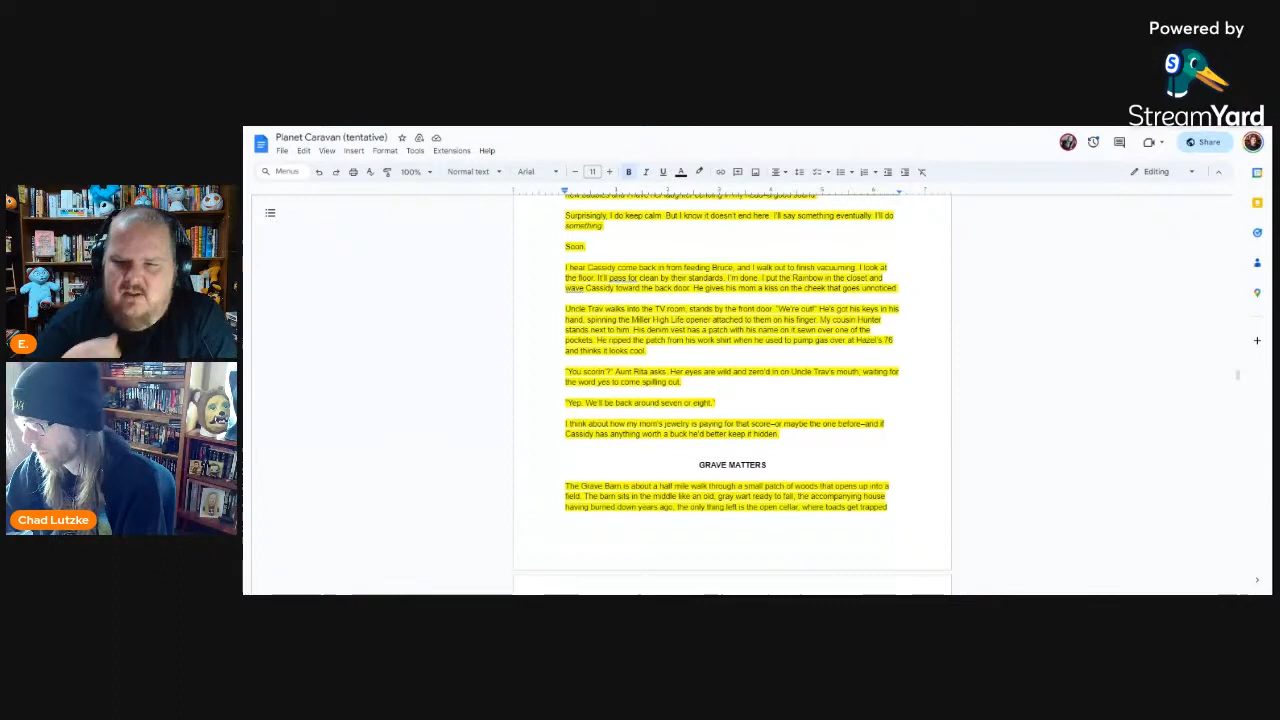 Powered by
S
StreamYard
Planet Caravan (tentative)
File Edit View Insert Format Tools Extensions Help
Share
Menus 100% Normal text Arial 11 B I U A Editing
1 1 2 3 4 5 6 7
Surprisingly, I do keep calm. But I know it doesn't end here. I'll say something eventually. I'll do
something.
Soon.
I hear Cassidy come back in from feeding Bruce, and I walk out to finish vacuuming. I look at
the floor. It'll pass for clean by their standards. I'm done. I put the Rainbow in the closet and
wave Cassidy toward the back door. He gives his mom a kiss on the cheek that goes unnoticed.
Uncle Trav walks into the TV room, stands by the front door. "We're out!" He's got his keys in his
hand, spinning the Miller High Life opener attached to them on his finger. My cousin Hunter
stands next to him. His denim vest has a patch with his name on it sewn over one of the
pockets. He ripped the patch from his work shirt when he used to pump gas over at Hazel's 76
and thinks it looks cool.
"You scorin'?" Aunt Rita asks. Her eyes are wild and zero'd in on Uncle Trav's mouth, waiting for
the word yes to come spilling out.
"Yep. We'll be back around seven or eight."
I think about how my mom's jewelry is paying for that score–or maybe the one before–and if
Cassidy has anything worth a buck he'd better keep it hidden.
GRAVE MATTERS
The Grave Barn is about a half mile walk through a small patch of woods that opens up into a
field. The barn sits in the middle like an old, gray wart ready to fall, the accompanying house
having burned down years ago, the only thing left is the open cellar, where toads get trapped
E.
Chad Lutzke